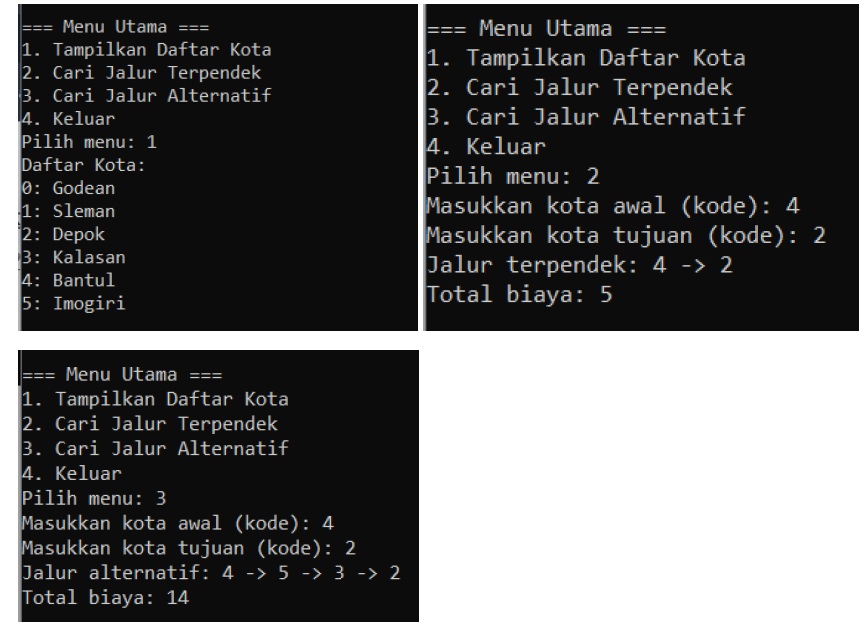 === Menu Utama ===
1. Tampilkan Daftar Kota
2. Cari Jalur Terpendek
3. Cari Jalur Alternatif
4. Keluar
Pilih menu: 1
Daftar Kota:
0: Godean
1: Sleman
2: Depok
3: Kalasan
4: Bantul
5: Imogiri
=== Menu Utama ===
1. Tampilkan Daftar Kota
2. Cari Jalur Terpendek
3. Cari Jalur Alternatif
4. Keluar
Pilih menu: 2
Masukkan kota awal (kode): 4
Masukkan kota tujuan (kode): 2
Jalur terpendek: 4 -> 2
Total biaya: 5
=== Menu Utama ===
1. Tampilkan Daftar Kota
2. Cari Jalur Terpendek
3. Cari Jalur Alternatif
4. Keluar
Pilih menu: 3
Masukkan kota awal (kode): 4
Masukkan kota tujuan (kode): 2
Jalur alternatif: 4 -> 5 -> 3 -> 2
Total biaya: 14